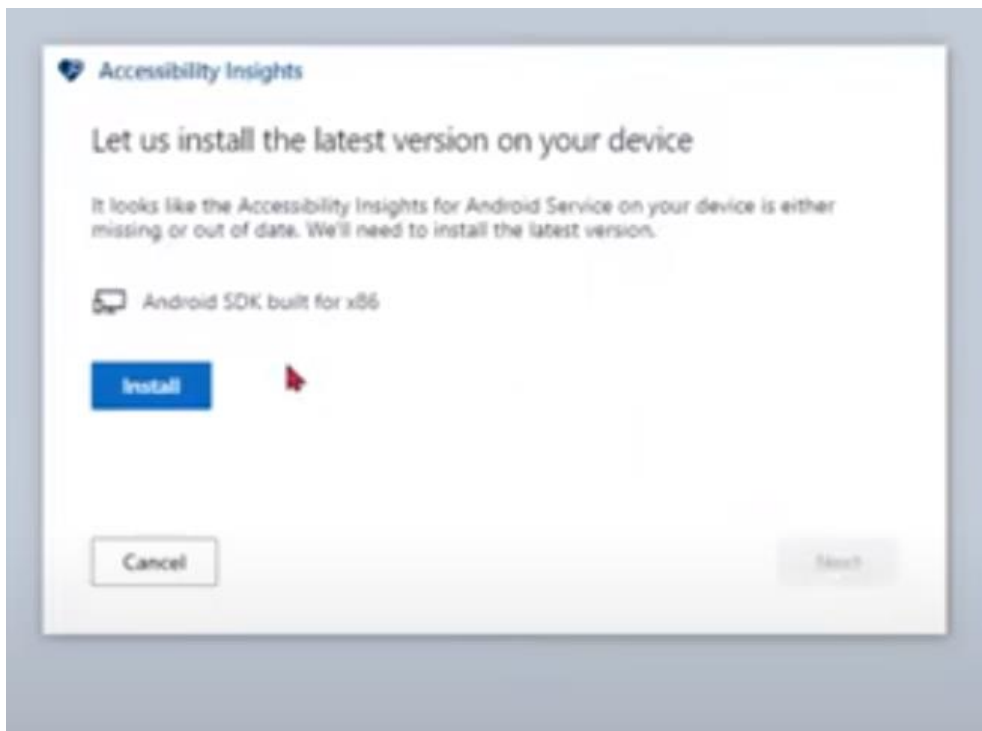 Accessibility Insights
Let us install the latest version on your device
It looks like the Accessibility Insights for Android Service on your device is either
missing or out of date. We'll need to install the latest version.
Android SDK built for x86
Install
Cancel
Next